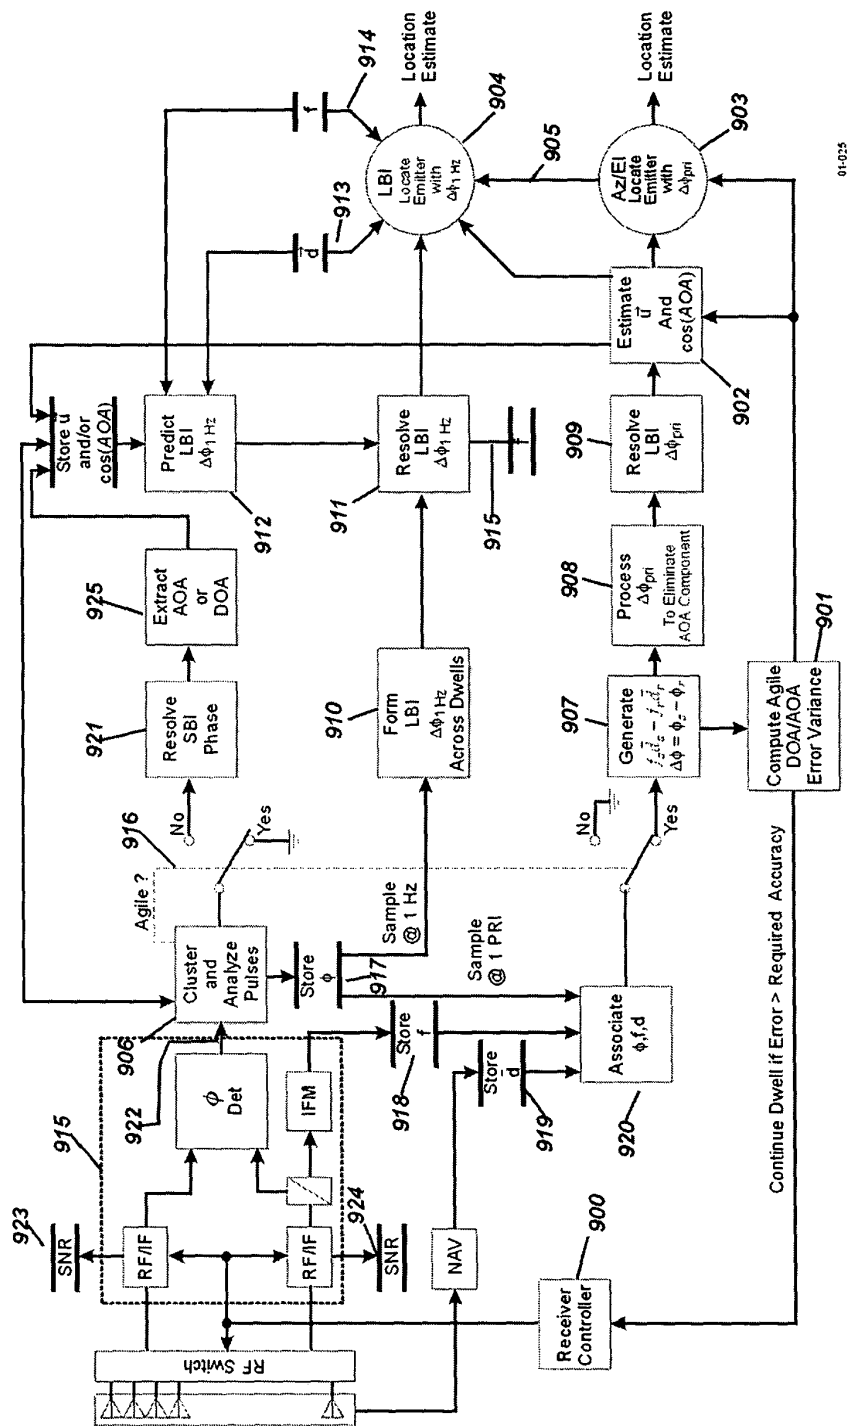 RF Switch
923
SNR
RF/IF
RF/IF
924
SNR
915
922
ϕ
Det
IFM
906
Cluster
and
Analyze
Pulses
Agile ?
916
No
Yes
921
Resolve
SBI
Phase
925
Extract
AOA
or
DOA
Store u
and/or
cos(AOA)
Predict
LBI
Δϕ1 Hz
912
d
913
f
914
LBI
Locate
Emitter
with
Δϕ1 Hz
904
Location
Estimate
Store
ϕ
917
Sample
@ 1 Hz
Sample
@ 1 PRI
910
Form
LBI
Δϕ1 Hz
Across Dwells
911
Resolve
LBI
Δϕ1 Hz
915
f
905
NAV
Store
f
918
Store
d
919
Associate
ϕ,f,d
920
No
Yes
907
Generate
Δϕ = ϕs - ϕr
908
Process
Δϕpri
To Eliminate
AOA Component
909
Resolve
LBI
Δϕpri
Estimate
u
And
cos(AOA)
902
Az/El
Locate
Emitter
with
Δϕpri
903
Location
Estimate
900
Receiver
Controller
Continue Dwell if Error > Required Accuracy
Compute Agile
DOA/AOA
Error Variance
901
01-025